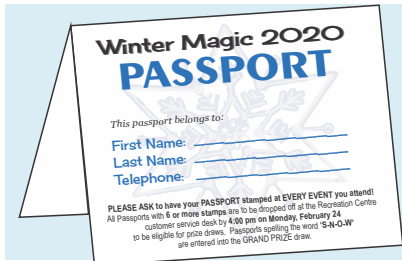 Winter Magic 2020
PASSPORT
This passport belongs to:
First Name:
Last Name:
Telephone:
PLEASE ASK to have your PASSPORT stamped at EVERY EVENT you attend!
All Passports with 6 or more stamps are to be dropped off at the Recreation Centre
customer service desk by 4:00 pm on Monday, February 24
to be eligible for prize draws. Passports spelling the word 'S-N-O-W'
are entered into the GRAND PRIZE draw.